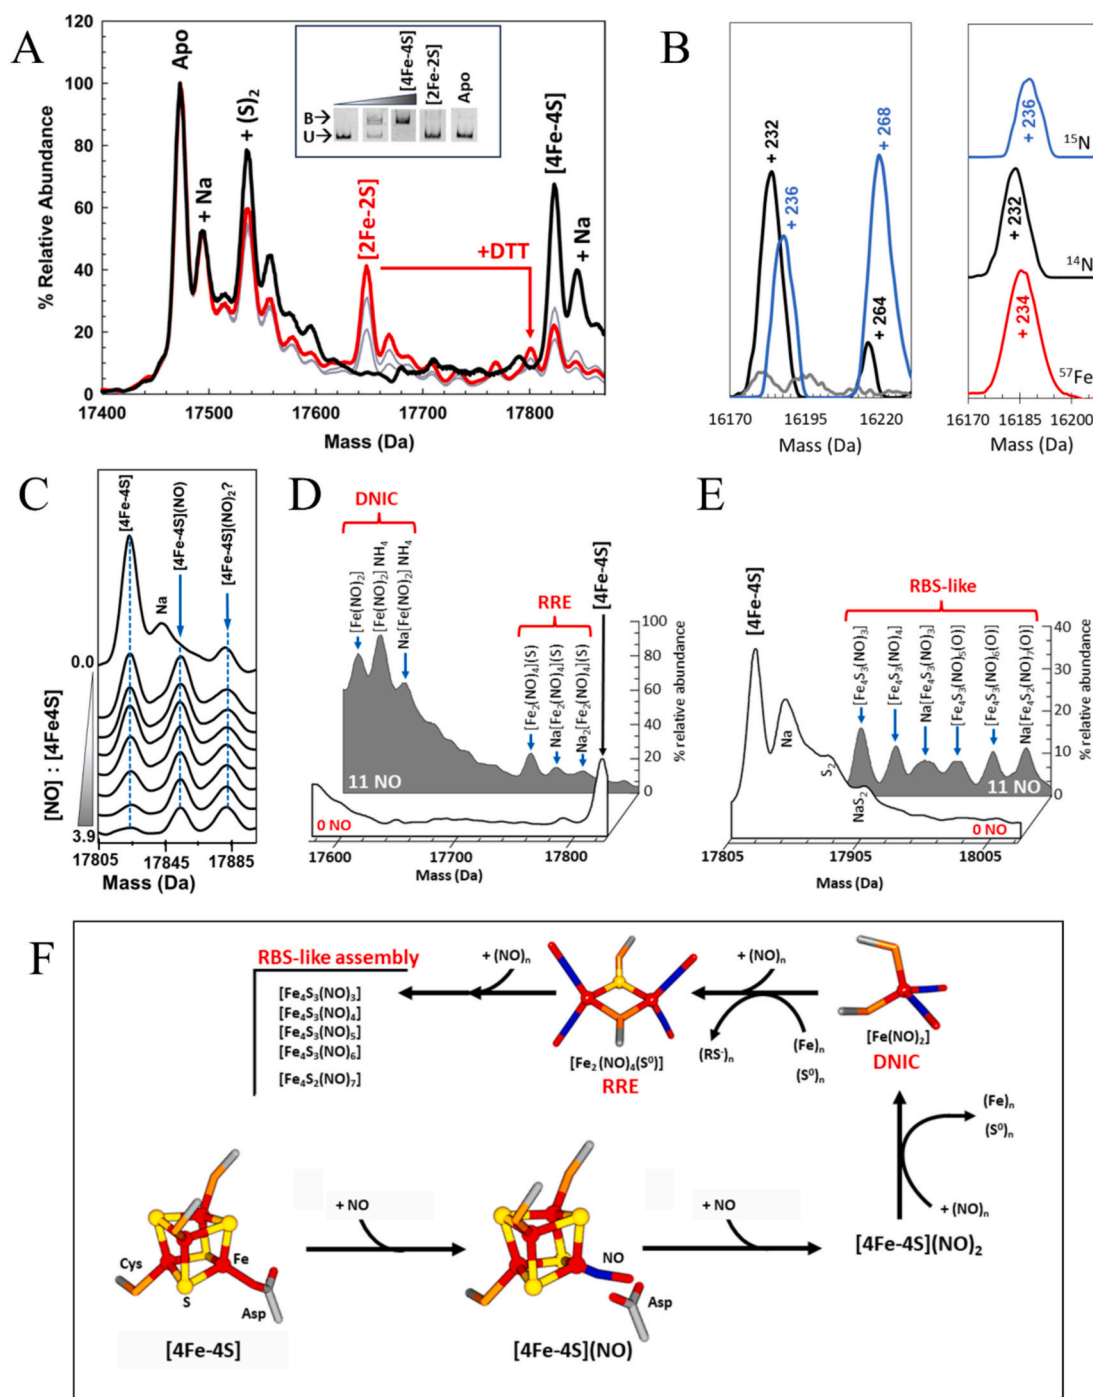 A
120
100
80
60
40
20
0
% Relative Abundance
Apo
+ Na
+ (S)₂
[2Fe-2S]
+DTT
[4Fe-4S]
+ Na
[4Fe-4S]
[2Fe-2S]
Apo
B→
U→
17400 17500 17600 17700 17800
Mass (Da)
B
+ 232
+ 236
+ 268
+ 264
16170 16195 16220
Mass (Da)
+ 236
¹⁵N
+ 232
¹⁴N
+ 234
⁵⁷Fe
16170 16185 16200
Mass (Da)
C
[4Fe-4S]
[4Fe-4S](NO)
[4Fe-4S](NO)₂?
Na
0.0
[NO] : [4Fe4S]
3.9
17805 17845 17885
Mass (Da)
D
DNIC
[Fe(NO)₂]
[Fe(NO)₂] NH₄
Na[Fe(NO)₂] NH₄
RRE
[Fe₂(NO)₄](S)
Na[Fe₂(NO)₄](S)
Na₂[Fe₂(NO)₄](S)
[4Fe-4S]
100
80
60
40
20
0
% relative abundance
11 NO
0 NO
17600 17700 17800
Mass (Da)
E
[4Fe-4S]
Na
S₂
NaS₂
RBS-like
[Fe₄S₃(NO)₃]
[Fe₄S₃(NO)₄]
Na[Fe₄S₃(NO)₃]
[Fe₄S₃(NO)₅(O)]
[Fe₄S₃(NO)₆(O)]
Na[Fe₄S₂(NO)₇(O)]
40
30
20
10
0
% relative abundance
11 NO
0 NO
17805 17905 18005
Mass (Da)
F
RBS-like assembly
[Fe₄S₃(NO)₃]
[Fe₄S₃(NO)₄]
[Fe₄S₃(NO)₅]
[Fe₄S₃(NO)₆]
[Fe₄S₂(NO)₇]
+ (NO)ₙ
[Fe₂(NO)₄(S⁰)]
RRE
+ (NO)ₙ
(RS⁻)ₙ
(Fe)ₙ
(S⁰)ₙ
[Fe(NO)₂]
DNIC
(Fe)ₙ
(S⁰)ₙ
+ (NO)ₙ
Cys
Fe
S
Asp
[4Fe-4S]
+ NO
NO
Asp
[4Fe-4S](NO)
+ NO
[4Fe-4S](NO)₂